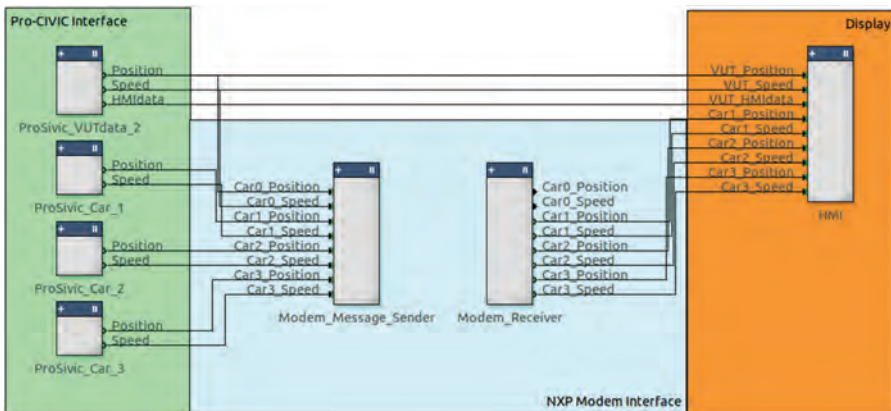 Pro-CIVIC Interface
Position
Speed
HMIdata
ProSivic_VUTdata_2
Position
Speed
ProSivic_Car_1
Position
Speed
ProSivic_Car_2
Position
Speed
ProSivic_Car_3
Car0_Position
Car0_Speed
Car1_Position
Car1_Speed
Car2_Position
Car2_Speed
Car3_Position
Car3_Speed
Modem_Message_Sender
Car0_Position
Car0_Speed
Car1_Position
Car1_Speed
Car2_Position
Car2_Speed
Car3_Position
Car3_Speed
Modem_Receiver
NXP Modem Interface
Display
VUT_Position
VUT_Speed
VUT_HMIdata
Car1_Position
Car1_Speed
Car2_Position
Car2_Speed
Car3_Position
Car3_Speed
HMI